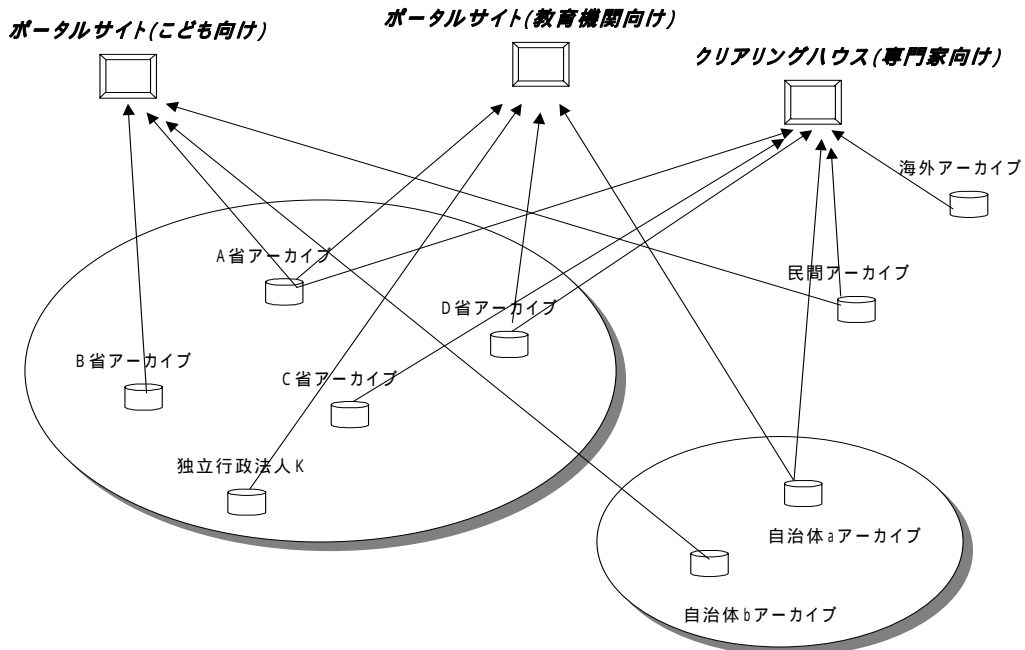 ポータルサイト(こども向け)
ポータルサイト(教育機関向け)
クリアリングハウス(専門家向け)
海外アーカイブ
A省アーカイブ
民間アーカイブ
D省アーカイブ
B省アーカイブ
C省アーカイブ
独立行政法人K
自治体aアーカイブ
自治体bアーカイブ